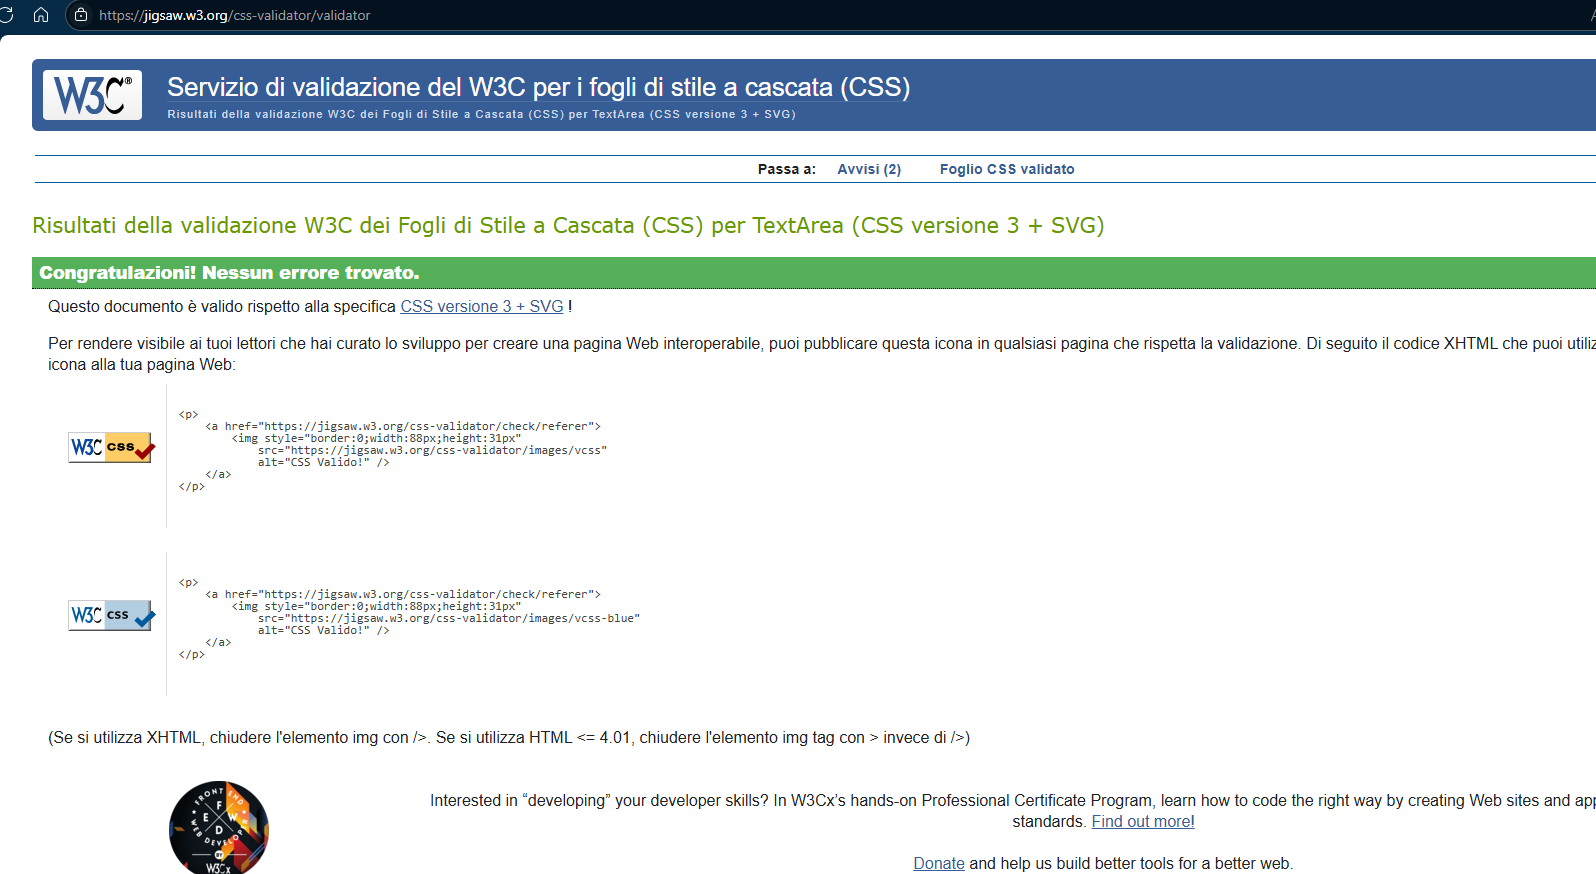 https://jigsaw.w3.org/css-validator/validator
W3C®
Servizio di validazione del W3C per i fogli di stile a cascata (CSS)
Risultati della validazione W3C dei Fogli di Stile a Cascata (CSS) per TextArea (CSS versione 3 + SVG)
Passa a: Avvisi (2) Foglio CSS validato
Risultati della validazione W3C dei Fogli di Stile a Cascata (CSS) per TextArea (CSS versione 3 + SVG)
Congratulazioni! Nessun errore trovato.
Questo documento è valido rispetto alla specifica CSS versione 3 + SVG !
Per rendere visibile ai tuoi lettori che hai curato lo sviluppo per creare una pagina Web interoperabile, puoi pubblicare questa icona in qualsiasi pagina che rispetta la validazione. Di seguito il codice XHTML che puoi utiliz
icona alla tua pagina Web:
W3C css
<p>
<a href="https://jigsaw.w3.org/css-validator/check/referer">
<img style="border:0;width:88px;height:31px"
src="https://jigsaw.w3.org/css-validator/images/vcss"
alt="CSS Valido!" />
</a>
</p>
W3C css
<p>
<a href="https://jigsaw.w3.org/css-validator/check/referer">
<img style="border:0;width:88px;height:31px"
src="https://jigsaw.w3.org/css-validator/images/vcss-blue"
alt="CSS Valido!" />
</a>
</p>
(Se si utilizza XHTML, chiudere l'elemento img con />. Se si utilizza HTML <= 4.01, chiudere l'elemento img tag con > invece di />)
FRONT END
F E W D
WEB DEVELOPER
BY
W3Cx
Interested in “developing” your developer skills? In W3Cx’s hands-on Professional Certificate Program, learn how to code the right way by creating Web sites and app
standards. Find out more!
Donate and help us build better tools for a better web.